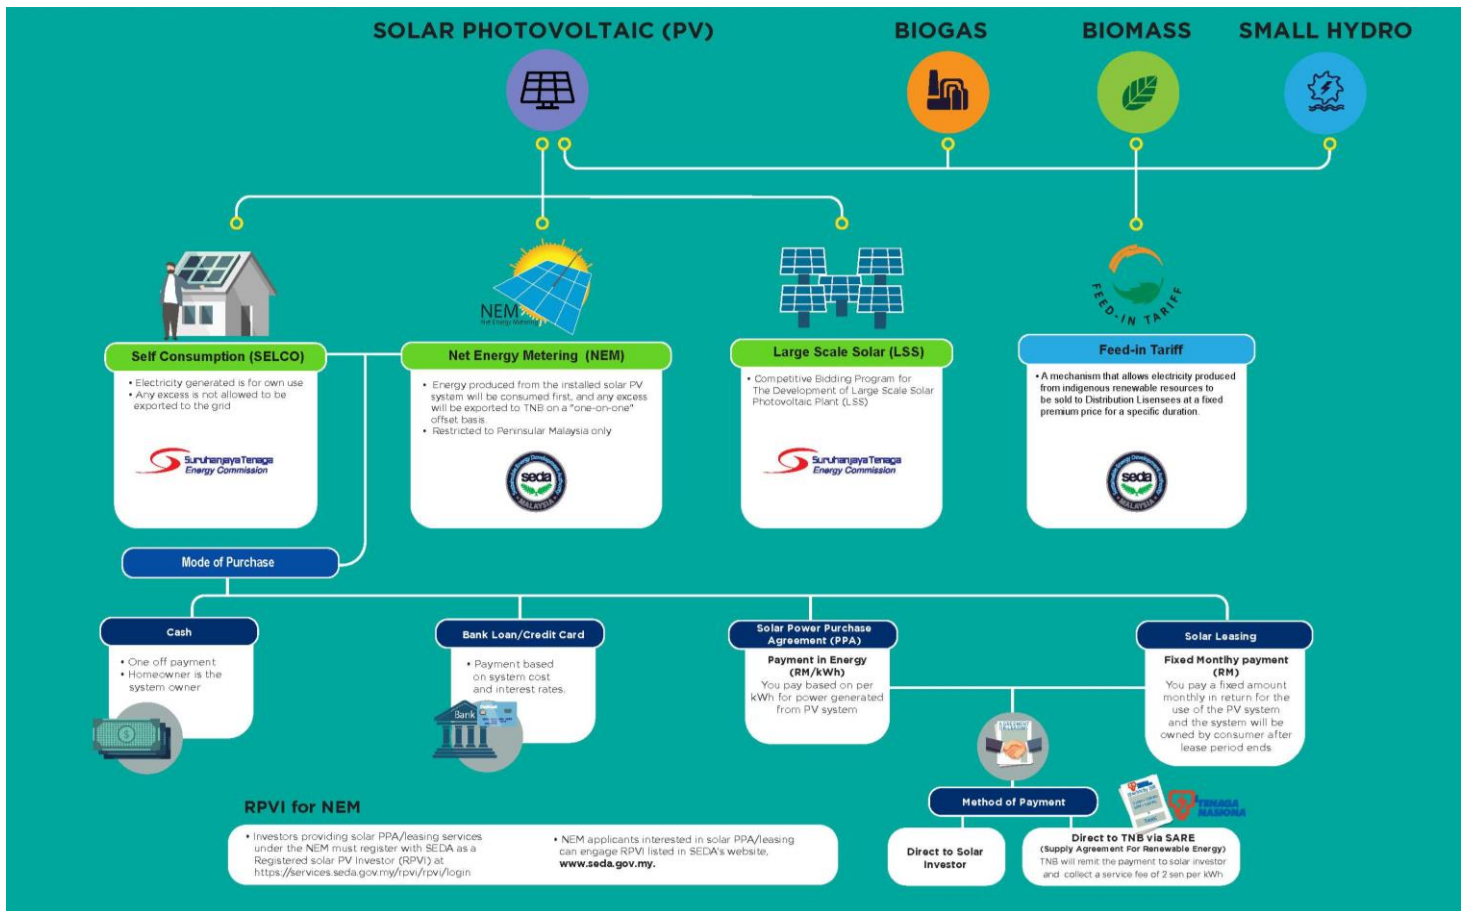 SOLAR PHOTOVOLTAIC (PV)
BIOGAS
BIOMASS
SMALL HYDRO
NEM
Net Energy Metering
FEED-IN TARIFF
Self Consumption (SELCO)
• Electricity generated is for own use
• Any excess is not allowed to be
exported to the grid
Suruhanjaya Tenaga
Energy Commission
Net Energy Metering (NEM)
• Energy produced from the installed solar PV
system will be consumed first, and any excess
will be exported to TNB on a "one-on-one"
offset basis.
• Restricted to Peninsular Malaysia only
seda
MALAYSIA
Large Scale Solar (LSS)
• Competitive Bidding Program for
The Development of Large Scale Solar
Photovoltaic Plant (LSS)
Suruhanjaya Tenaga
Energy Commission
Feed-in Tariff
• A mechanism that allows electricity produced
from indigenous renewable resources to
be sold to Distribution Lisensees at a fixed
premium price for a specific duration.
seda
MALAYSIA
Mode of Purchase
Cash
• One off payment
• Homeowner is the
system owner
Bank Loan/Credit Card
• Payment based
on system cost
and interest rates.
Bank
Solar Power Purchase
Agreement (PPA)
Payment in Energy
(RM/kWh)
You pay based on per
kWh for power generated
from PV system
Solar Leasing
Fixed Montlhy payment
(RM)
You pay a fixed amount
monthly in return for the
use of the PV system
and the system will be
owned by consumer after
lease period ends
Method of Payment
TENAGA
NASIONA
Direct to Solar
Investor
Direct to TNB via SARE
(Supply Agreement For Renewable Energy)
TNB will remit the payment to solar investor
and collect a service fee of 2 sen per kWh
RPVI for NEM
• Investors providing solar PPA/leasing services
under the NEM must register with SEDA as a
Registered solar PV Investor (RPVI) at
https://services.seda.gov.my/rpvi/rpvi/login
• NEM applicants interested in solar PPA/leasing
can engage RPVI listed in SEDA's website,
www.seda.gov.my.